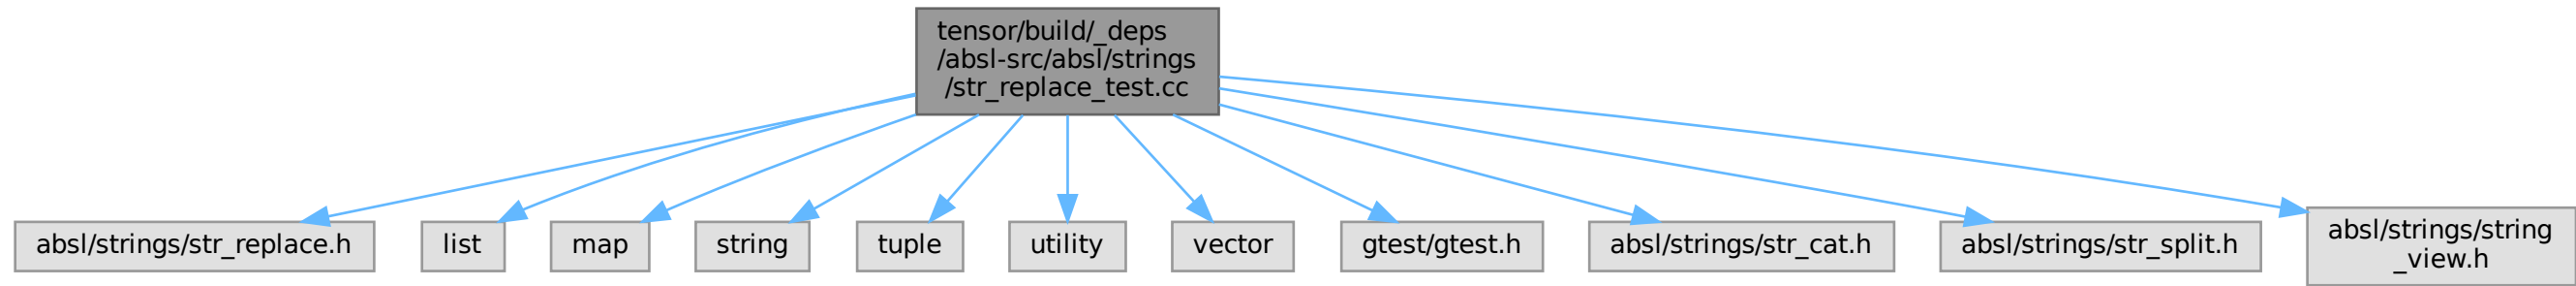 tensor/build/_deps
/absl-src/absl/strings
/str_replace_test.cc
absl/strings/str_replace.h
list
map
string
tuple
utility
vector
gtest/gtest.h
absl/strings/str_cat.h
absl/strings/str_split.h
absl/strings/string
_view.h